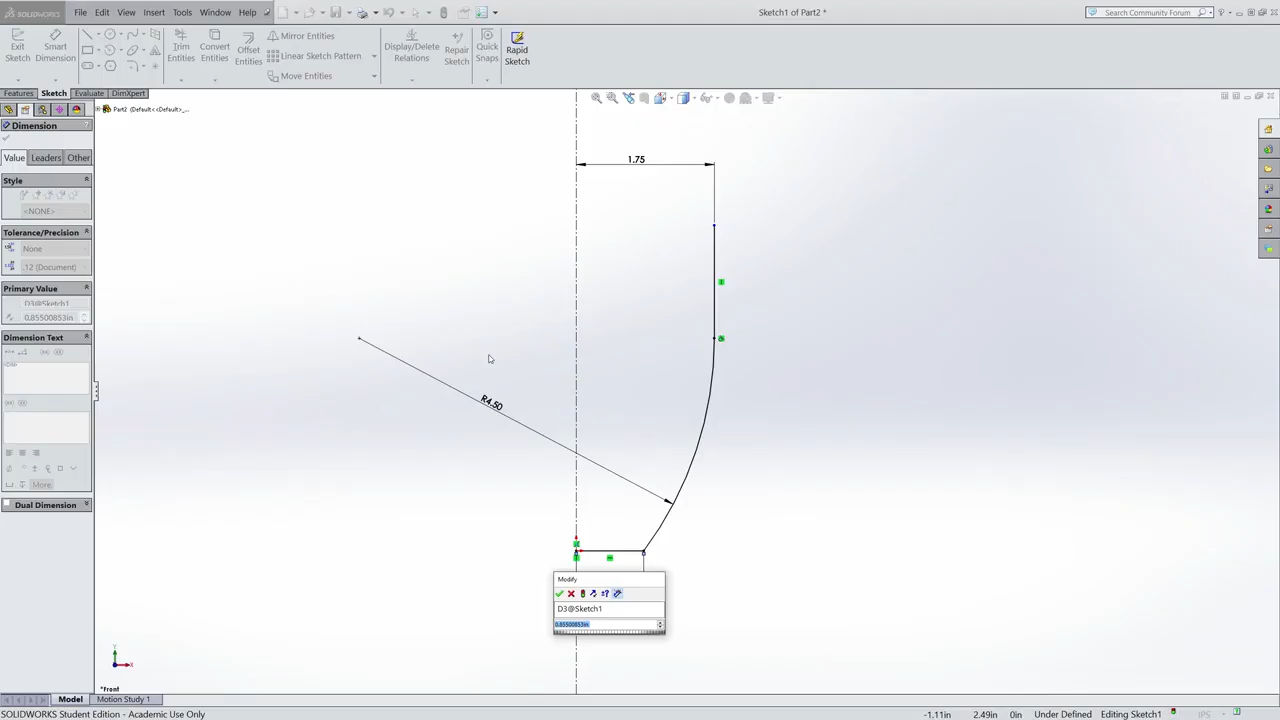 SOLIDWORKS
File Edit View Insert Tools Window Help
Sketch1 of Part2 *
Search Community Forum
Exit Sketch
Smart Dimension
Trim Entities
Convert Entities
Offset Entities
Mirror Entities
Linear Sketch Pattern
Move Entities
Display/Delete Relations
Repair Sketch
Quick Snaps
Rapid Sketch
Features Sketch Evaluate DimXpert
Part2 (Default<<Default>_...
Dimension
?
Value Leaders Other
Style
<NONE>
Tolerance/Precision
None
.12 (Document)
Primary Value
D3@Sketch1
0.85500853in
Dimension Text
<DIM>
More
Dual Dimension
1.75
R4.50
Modify
D3@Sketch1
0.85500853in
Y
X
*Front
Model Motion Study 1
SOLIDWORKS Student Edition - Academic Use Only
-1.11in 2.49in 0in Under Defined Editing Sketch1 IPS